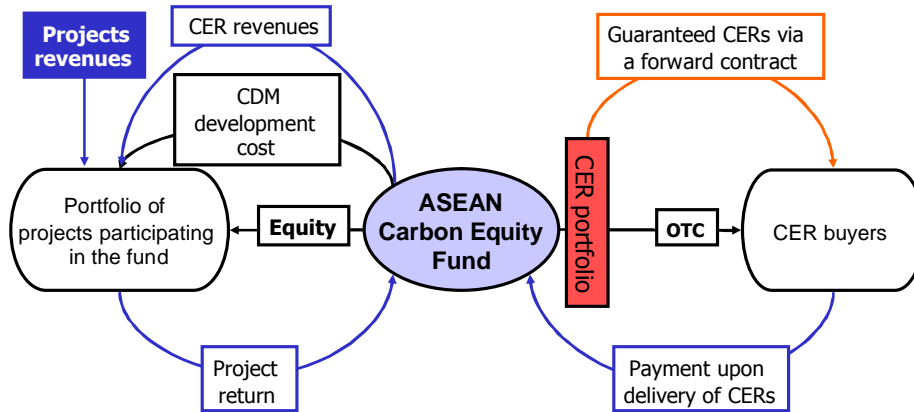 Projects
revenues
CER revenues
CDM
development
cost
Guaranteed CERs via
a forward contract
Portfolio of
projects participating
in the fund
Equity
ASEAN
Carbon Equity
Fund
CER portfolio
OTC
CER buyers
Project
return
Payment upon
delivery of CERs